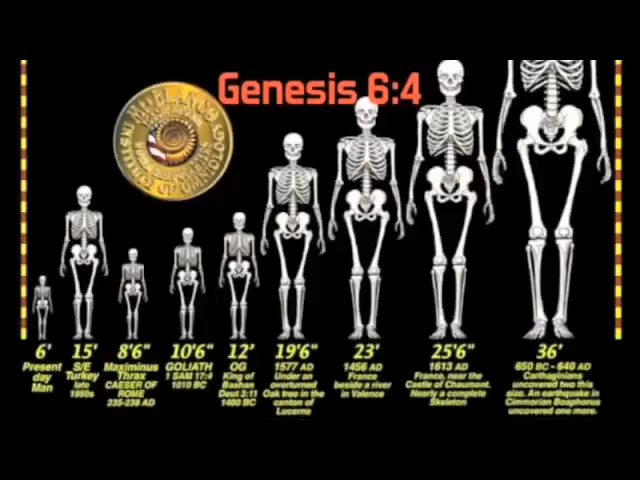 Genesis 6:4
6'
Present
day
Man
15'
S/E
Turkey
late
1950s
8'6"
Maximinus
Thrax
CAESER OF
ROME
235-238 AD
10'6"
GOLIATH
1 SAM 17:4
1010 BC
12'
OG
King of
Bashan
Deut 3:11
1400 BC
19'6"
1577 AD
Under an
overturned
Oak tree in the
canton of
Lucerne
23'
1456 AD
France
beside a river
in Valence
25'6"
1613 AD
France, near the
Castle of Chaumont.
Nearly a complete
Skeleton
36'
650 BC - 640 AD
Carthaginians
uncovered two this
size. An earthquake in
Cimmorian Bosphorus
uncovered one more.